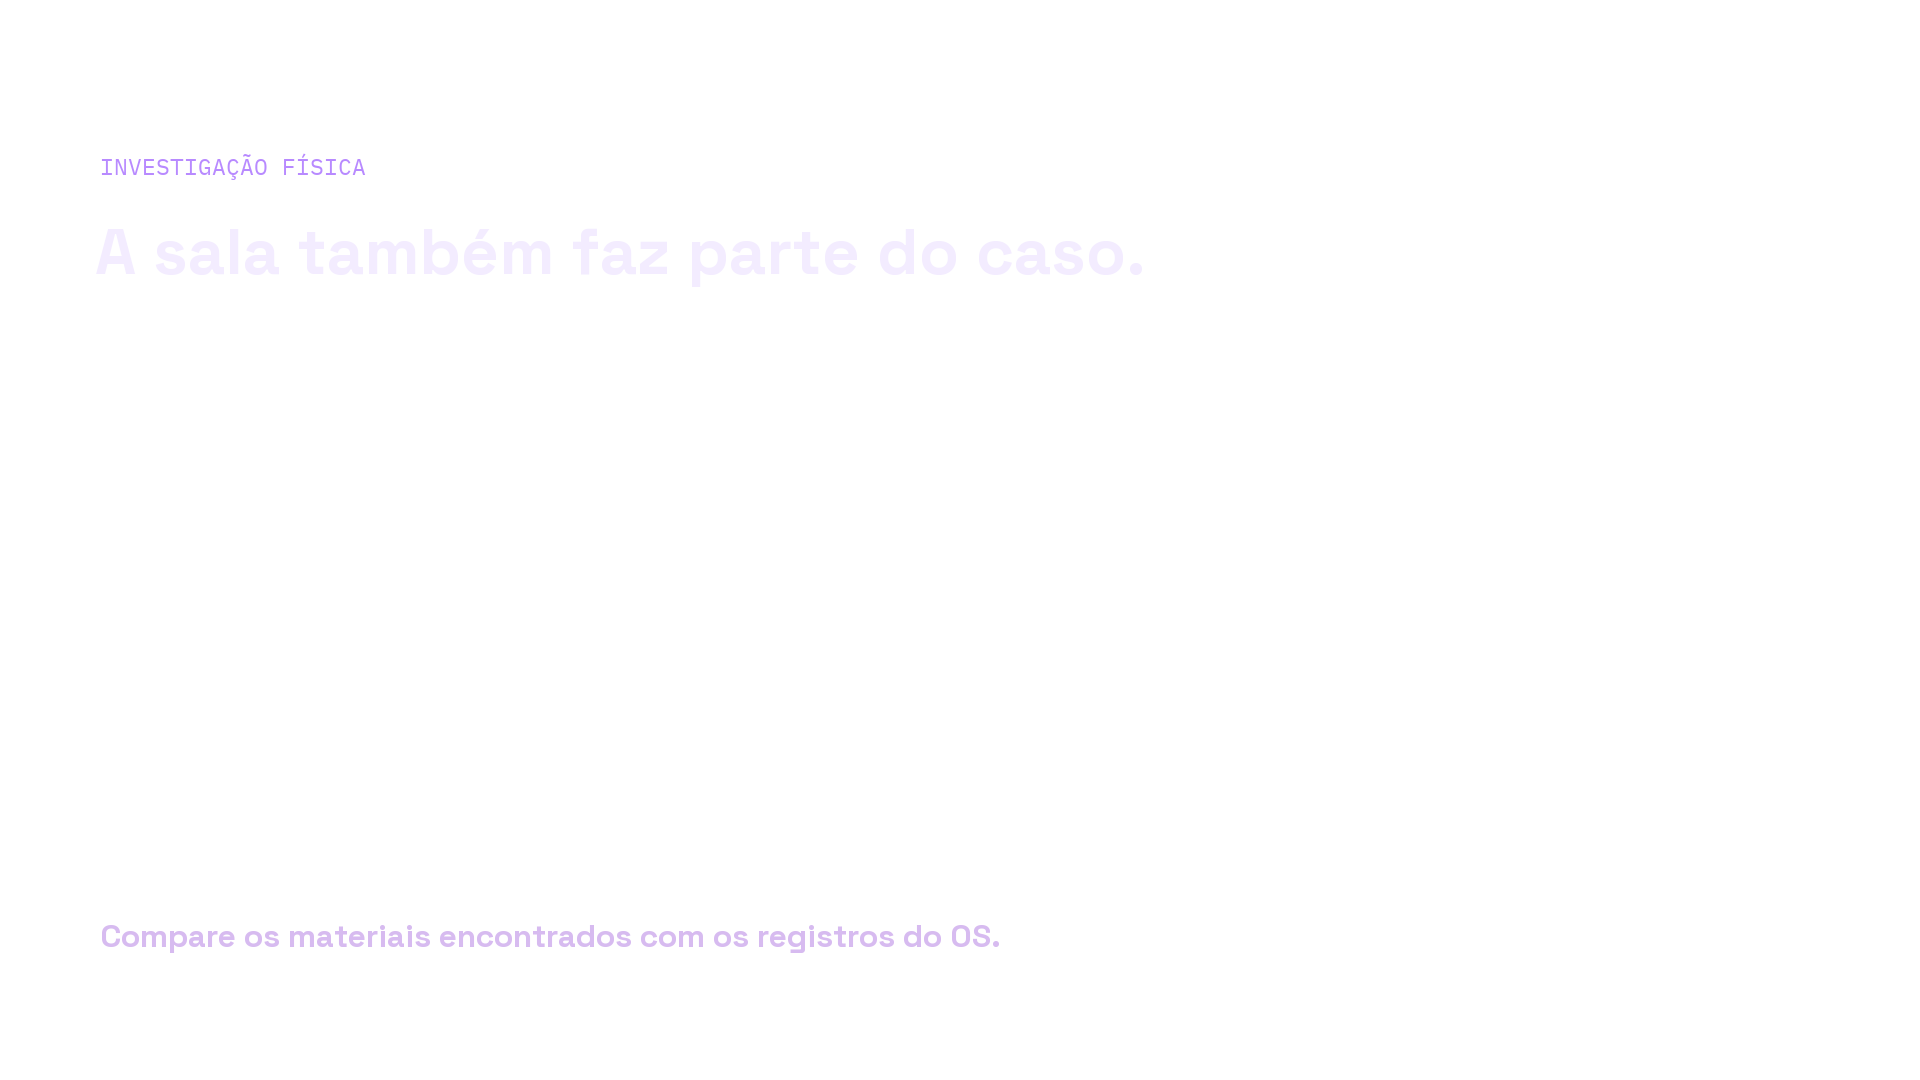 INVESTIGAÇÃO FÍSICA
A sala também faz parte do caso.
Compare os materiais encontrados com os registros do OS.